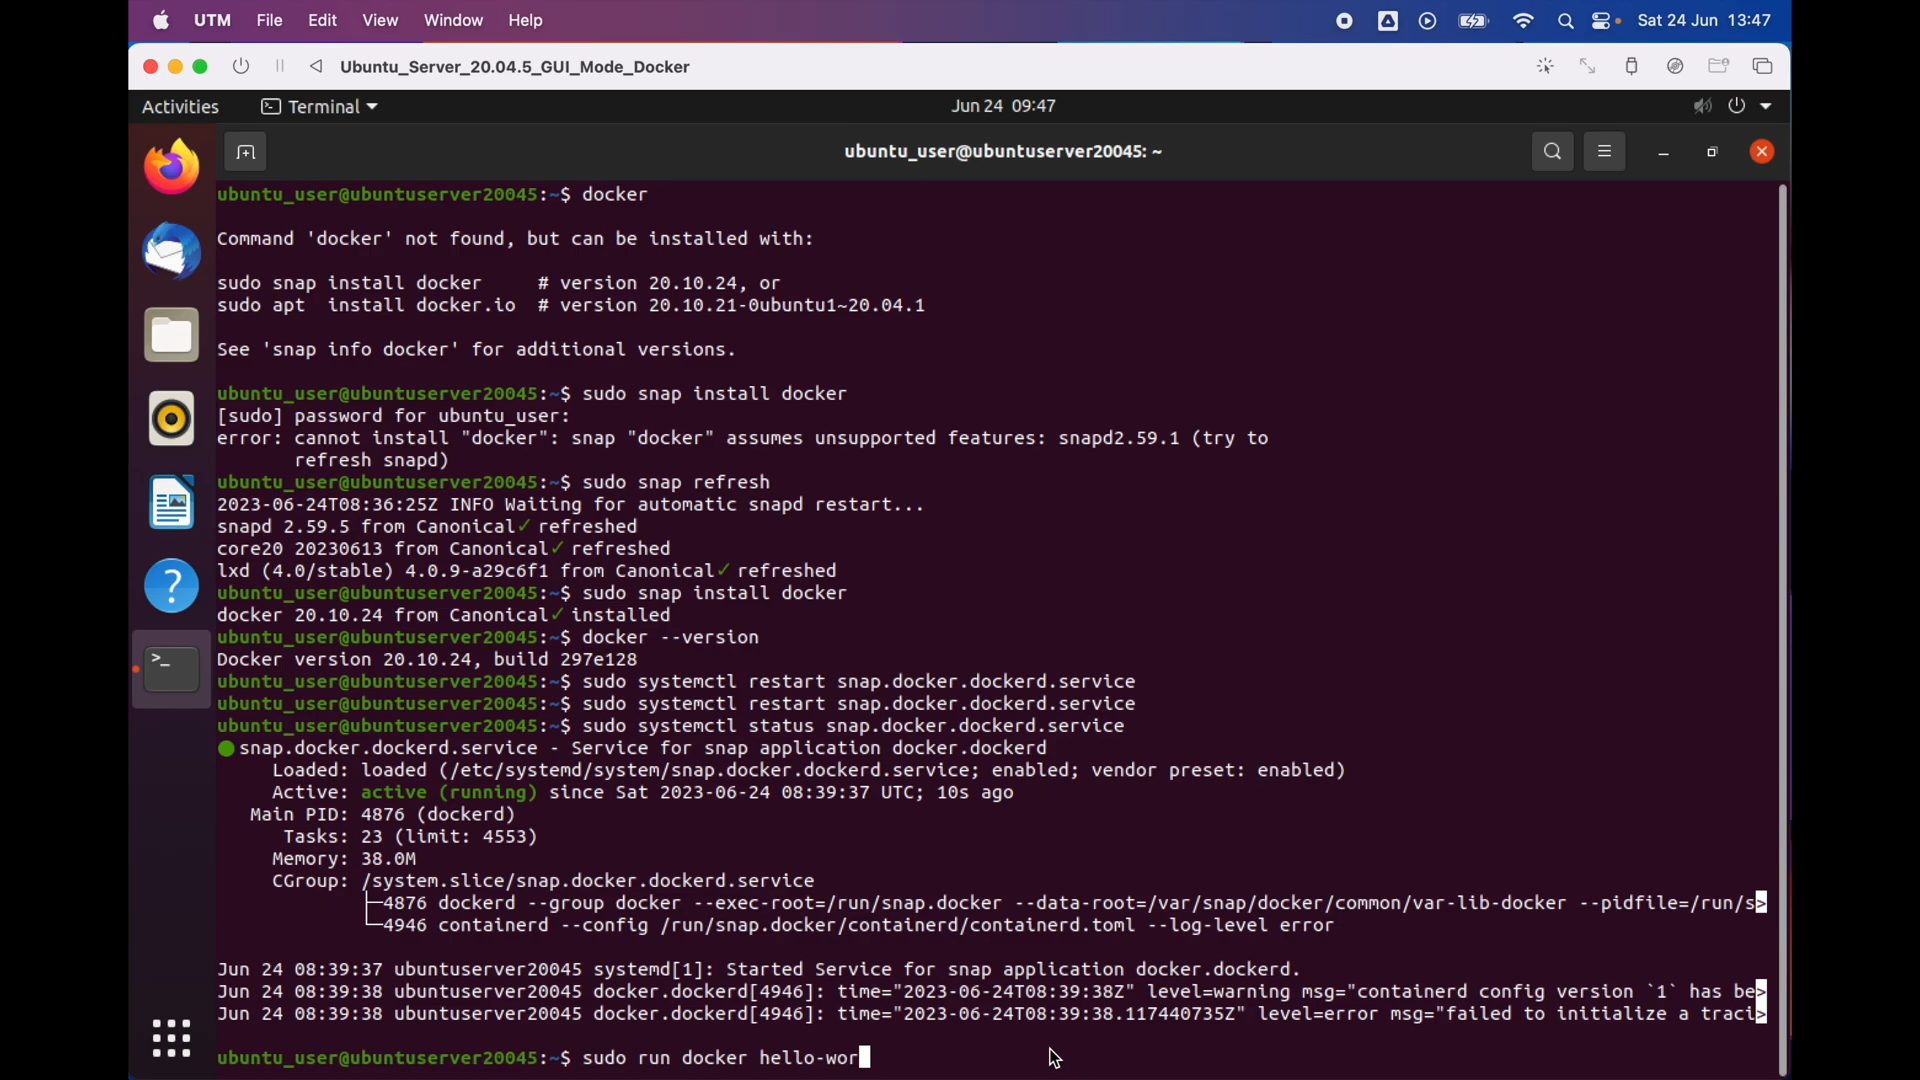 UTM File Edit View Window Help Sat 24 Jun 13:47
Ubuntu_Server_20.04.5_GUI_Mode_Docker
Activities Terminal Jun 24 09:47
ubuntu_user@ubuntuserver20045: ~
ubuntu_user@ubuntuserver20045:~$ docker
Command 'docker' not found, but can be installed with:
sudo snap install docker # version 20.10.24, or
sudo apt install docker.io # version 20.10.21-0ubuntu1~20.04.1
See 'snap info docker' for additional versions.
ubuntu_user@ubuntuserver20045:~$ sudo snap install docker
[sudo] password for ubuntu_user:
error: cannot install "docker": snap "docker" assumes unsupported features: snapd2.59.1 (try to
refresh snapd)
ubuntu_user@ubuntuserver20045:~$ sudo snap refresh
2023-06-24T08:36:25Z INFO Waiting for automatic snapd restart...
snapd 2.59.5 from Canonical✓ refreshed
core20 20230613 from Canonical✓ refreshed
lxd (4.0/stable) 4.0.9-a29c6f1 from Canonical✓ refreshed
ubuntu_user@ubuntuserver20045:~$ sudo snap install docker
docker 20.10.24 from Canonical✓ installed
ubuntu_user@ubuntuserver20045:~$ docker --version
Docker version 20.10.24, build 297e128
ubuntu_user@ubuntuserver20045:~$ sudo systemctl restart snap.docker.dockerd.service
ubuntu_user@ubuntuserver20045:~$ sudo systemctl restart snap.docker.dockerd.service
ubuntu_user@ubuntuserver20045:~$ sudo systemctl status snap.docker.dockerd.service
● snap.docker.dockerd.service - Service for snap application docker.dockerd
Loaded: loaded (/etc/systemd/system/snap.docker.dockerd.service; enabled; vendor preset: enabled)
Active: active (running) since Sat 2023-06-24 08:39:37 UTC; 10s ago
Main PID: 4876 (dockerd)
Tasks: 23 (limit: 4553)
Memory: 38.0M
CGroup: /system.slice/snap.docker.dockerd.service
├─4876 dockerd --group docker --exec-root=/run/snap.docker --data-root=/var/snap/docker/common/var-lib-docker --pidfile=/run/s>
└─4946 containerd --config /run/snap.docker/containerd/containerd.toml --log-level error
Jun 24 08:39:37 ubuntuserver20045 systemd[1]: Started Service for snap application docker.dockerd.
Jun 24 08:39:38 ubuntuserver20045 docker.dockerd[4946]: time="2023-06-24T08:39:38Z" level=warning msg="containerd config version `1` has be>
Jun 24 08:39:38 ubuntuserver20045 docker.dockerd[4946]: time="2023-06-24T08:39:38.117440735Z" level=error msg="failed to initialize a traci>
ubuntu_user@ubuntuserver20045:~$ sudo run docker hello-wor